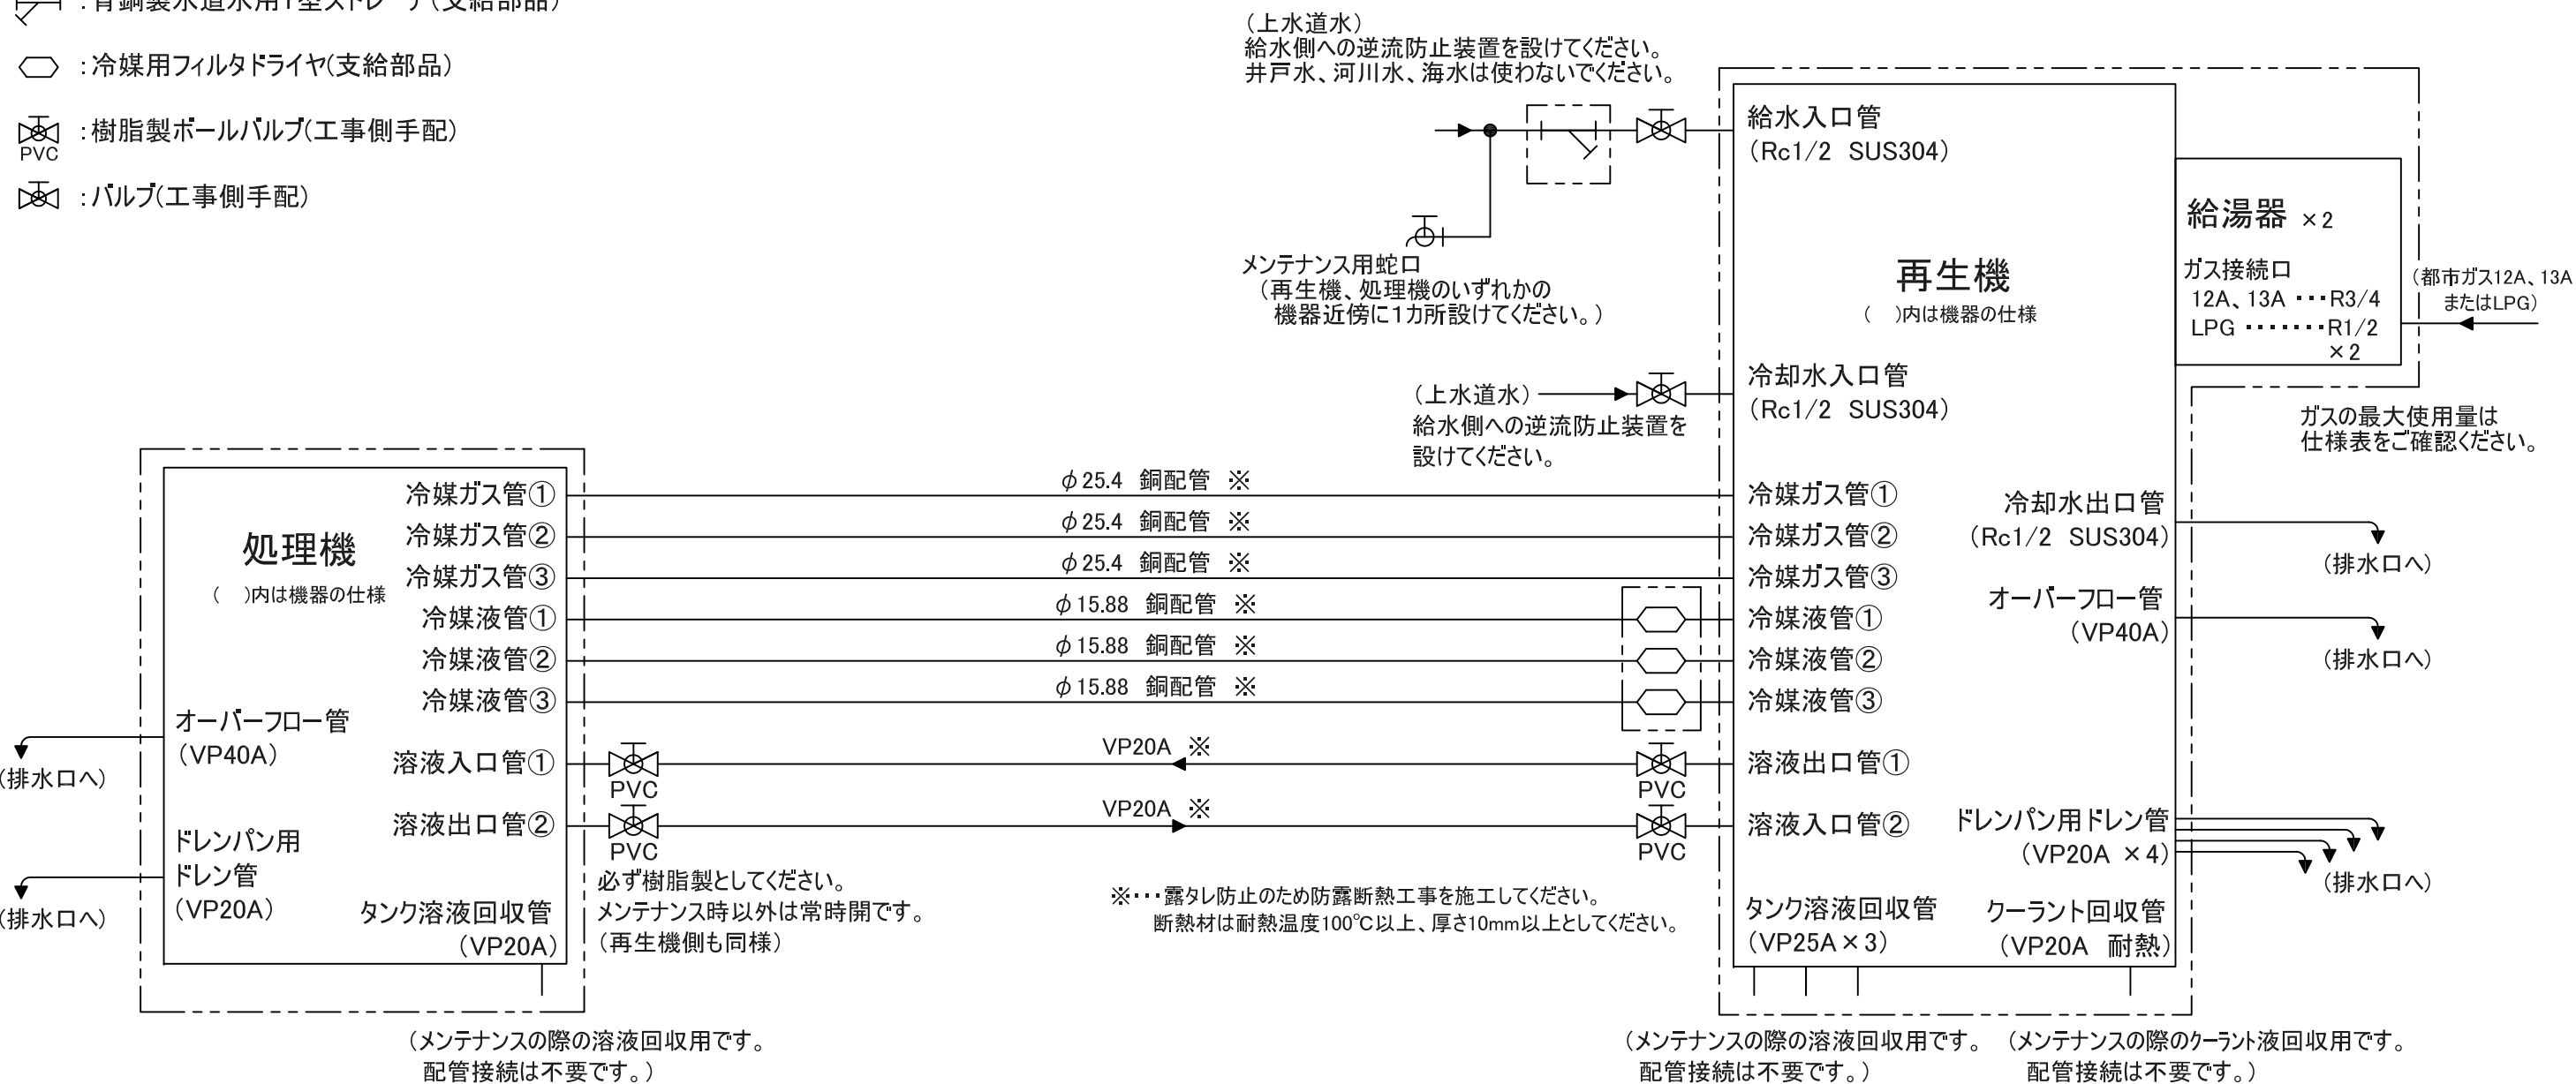 ：冷媒用フィルタドライヤ(支給部品)
PVC
：樹脂製ボールバルブ(工事側手配)
：バルブ(工事側手配)
（上水道水）
給水側への逆流防止装置を設けてください。
井戸水、河川水、海水は使わないでください。
メンテナンス用蛇口
（再生機、処理機のいずれかの
機器近傍に1カ所設けてください。）
給水入口管
（Rc1/2 SUS304）
再生機
（ ）内は機器の仕様
給湯器 ×2
ガス接続口
12A、13A ･･･R3/4
LPG ･･･････R1/2
×2
（都市ガス12A、13A
またはLPG）
ガスの最大使用量は
仕様表をご確認ください。
（上水道水）
給水側への逆流防止装置を
設けてください。
冷却水入口管
（Rc1/2 SUS304）
処理機
（ ）内は機器の仕様
冷媒ガス管①
φ25.4 銅配管 ※
冷媒ガス管①
冷媒ガス管②
φ25.4 銅配管 ※
冷媒ガス管②
冷媒ガス管③
φ25.4 銅配管 ※
冷媒ガス管③
冷媒液管①
φ15.88 銅配管 ※
冷媒液管①
冷媒液管②
φ15.88 銅配管 ※
冷媒液管②
冷媒液管③
φ15.88 銅配管 ※
冷媒液管③
冷却水出口管
（Rc1/2 SUS304）
（排水口へ）
オーバーフロー管
（VP40A）
（排水口へ）
オーバーフロー管
（VP40A）
（排水口へ）
溶液入口管①
PVC
VP20A ※
PVC
溶液出口管①
溶液出口管②
PVC
VP20A ※
PVC
溶液入口管②
ドレンパン用
ドレン管
（VP20A）
（排水口へ）
ドレンパン用ドレン管
（VP20A ×4）
（排水口へ）
必ず樹脂製としてください。
メンテナンス時以外は常時開です。
（再生機側も同様）
※･･･露タレ防止のため防露断熱工事を施工してください。
断熱材は耐熱温度100℃以上、厚さ10mm以上としてください。
タンク溶液回収管
（VP20A）
タンク溶液回収管
（VP25A×3）
クーラント回収管
（VP20A 耐熱）
（メンテナンスの際の溶液回収用です。
配管接続は不要です。）
（メンテナンスの際の溶液回収用です。
配管接続は不要です。）
（メンテナンスの際のクーラント液回収用です。
配管接続は不要です。）